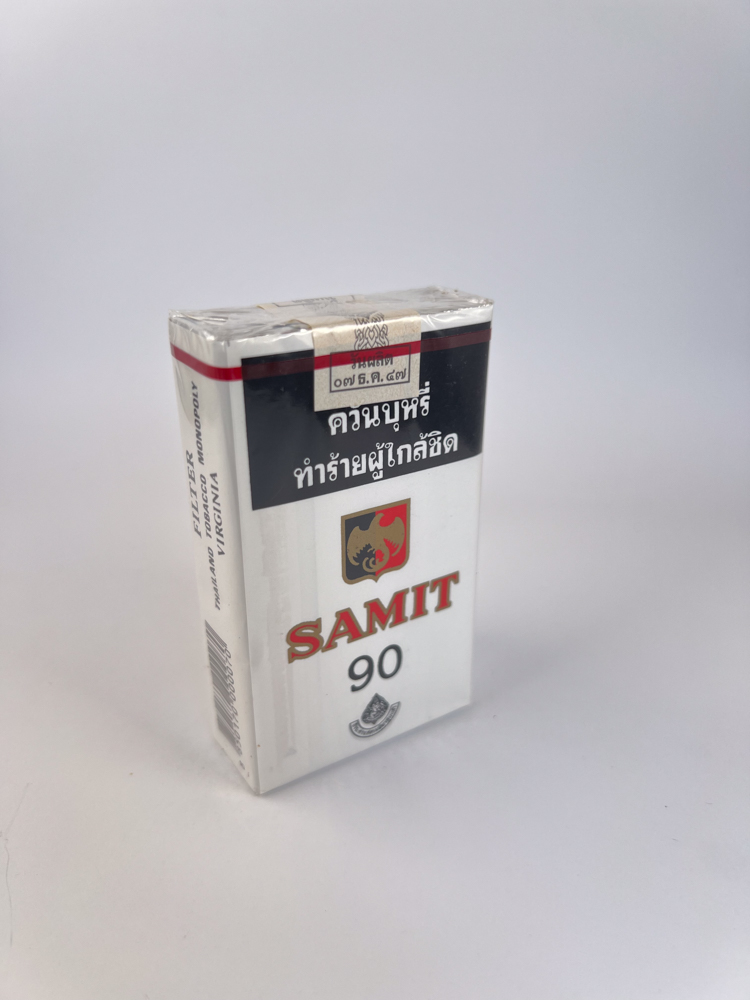 วันผลิต
๐๗ ธ.ค. ๔๗
ควันบุหรี่
ทำร้ายผู้ใกล้ชิด
SAMIT
90
FILTER
THAILAND TOBACCO MONOPOLY
VIRGINIA